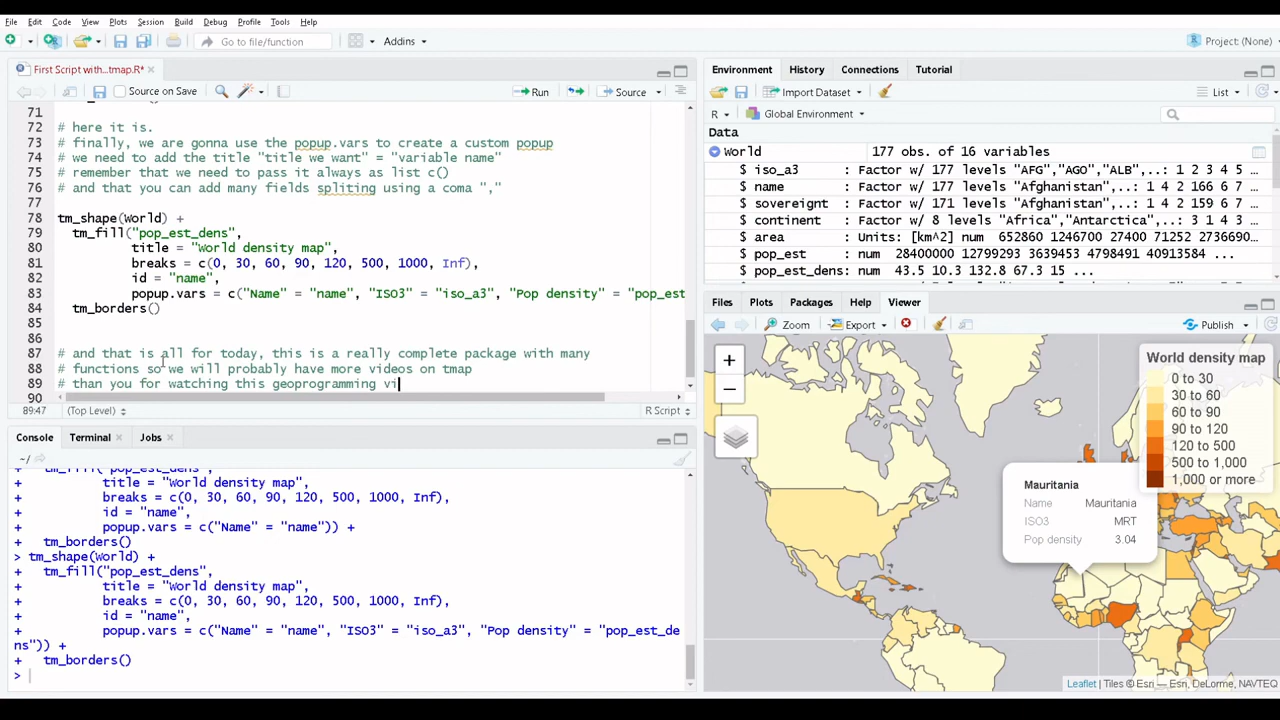 File Edit Code View Plots Session Build Debug Profile Tools Help
Go to file/function Addins Project: (None)
First Script with...tmap.R*
Source on Save Run Source
71
72 # here it is.
73 # finally, we are gonna use the popup.vars to create a custom popup
74 # we need to add the title "title we want" = "variable name"
75 # remember that we need to pass it always as list c()
76 # and that you can add many fields spliting using a coma ","
77
78 tm_shape(World) +
79 tm_fill("pop_est_dens",
80 title = "World density map",
81 breaks = c(0, 30, 60, 90, 120, 500, 1000, Inf),
82 id = "name",
83 popup.vars = c("Name" = "name", "ISO3" = "iso_a3", "Pop density" = "pop_est
84 tm_borders()
85
86
87 # and that is all for today, this is a really complete package with many
88 # functions so we will probably have more videos on tmap
89 # than you for watching this geoprogramming vi
90
89:47 (Top Level) R Script
Console Terminal Jobs
~/
+ tm_fill("pop_est_dens",
+ title = "World density map",
+ breaks = c(0, 30, 60, 90, 120, 500, 1000, Inf),
+ id = "name",
+ popup.vars = c("Name" = "name")) +
+ tm_borders()
> tm_shape(World) +
+ tm_fill("pop_est_dens",
+ title = "World density map",
+ breaks = c(0, 30, 60, 90, 120, 500, 1000, Inf),
+ id = "name",
+ popup.vars = c("Name" = "name", "ISO3" = "iso_a3", "Pop density" = "pop_est_de
ns")) +
+ tm_borders()
>
Environment History Connections Tutorial
Import Dataset List
R Global Environment
Data
World 177 obs. of 16 variables
$ iso_a3 : Factor w/ 177 levels "AFG","AGO","ALB",..: 1 2 3 4 5 6 ...
$ name : Factor w/ 177 levels "Afghanistan",..: 1 4 2 166 6 7 ...
$ sovereignt : Factor w/ 171 levels "Afghanistan",..: 1 4 2 159 6 7 ...
$ continent : Factor w/ 8 levels "Africa","Antarctica",..: 3 1 4 3 ...
$ area : Units: [km^2] num 652860 1246700 27400 71252 2736690...
$ pop_est : num 28400000 12799293 3639453 4798491 40913584 ...
$ pop_est_dens: num 43.5 10.3 132.8 67.3 15 ...
Files Plots Packages Help Viewer
Zoom Export Publish
+
−
World density map
0 to 30
30 to 60
60 to 90
90 to 120
120 to 500
500 to 1,000
1,000 or more
Mauritania
Name Mauritania
ISO3 MRT
Pop density 3.04
Leaflet | Tiles © Esri — Esri, DeLorme, NAVTEQ